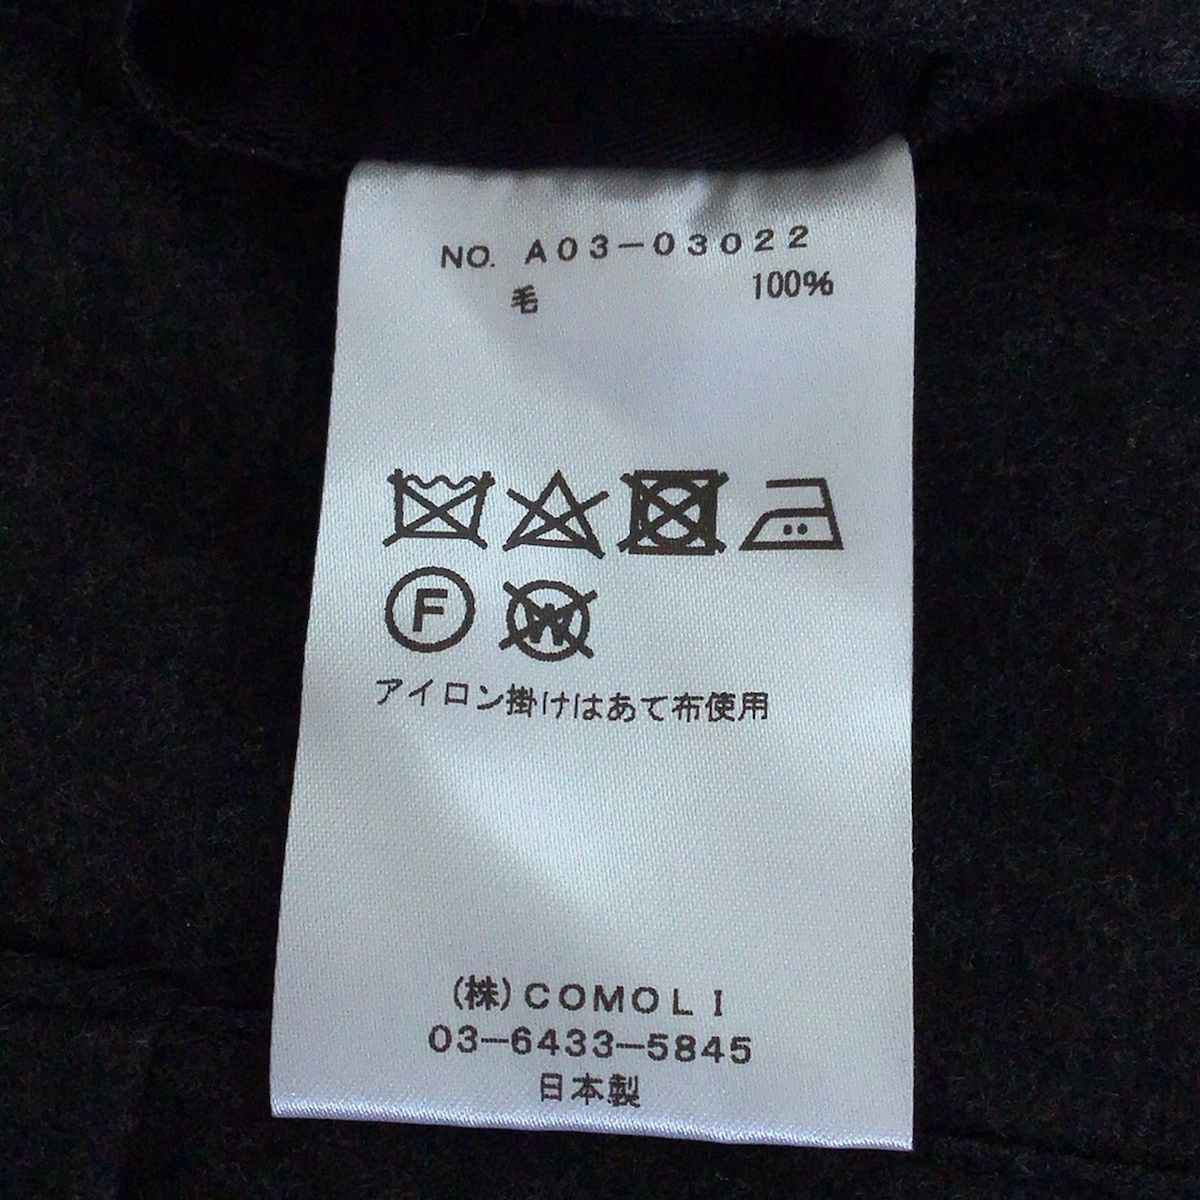 NO. A03-03022
毛 100%
F
W
アイロン掛けはあて布使用
(株)COMOLI
03-6433-5845
日本製